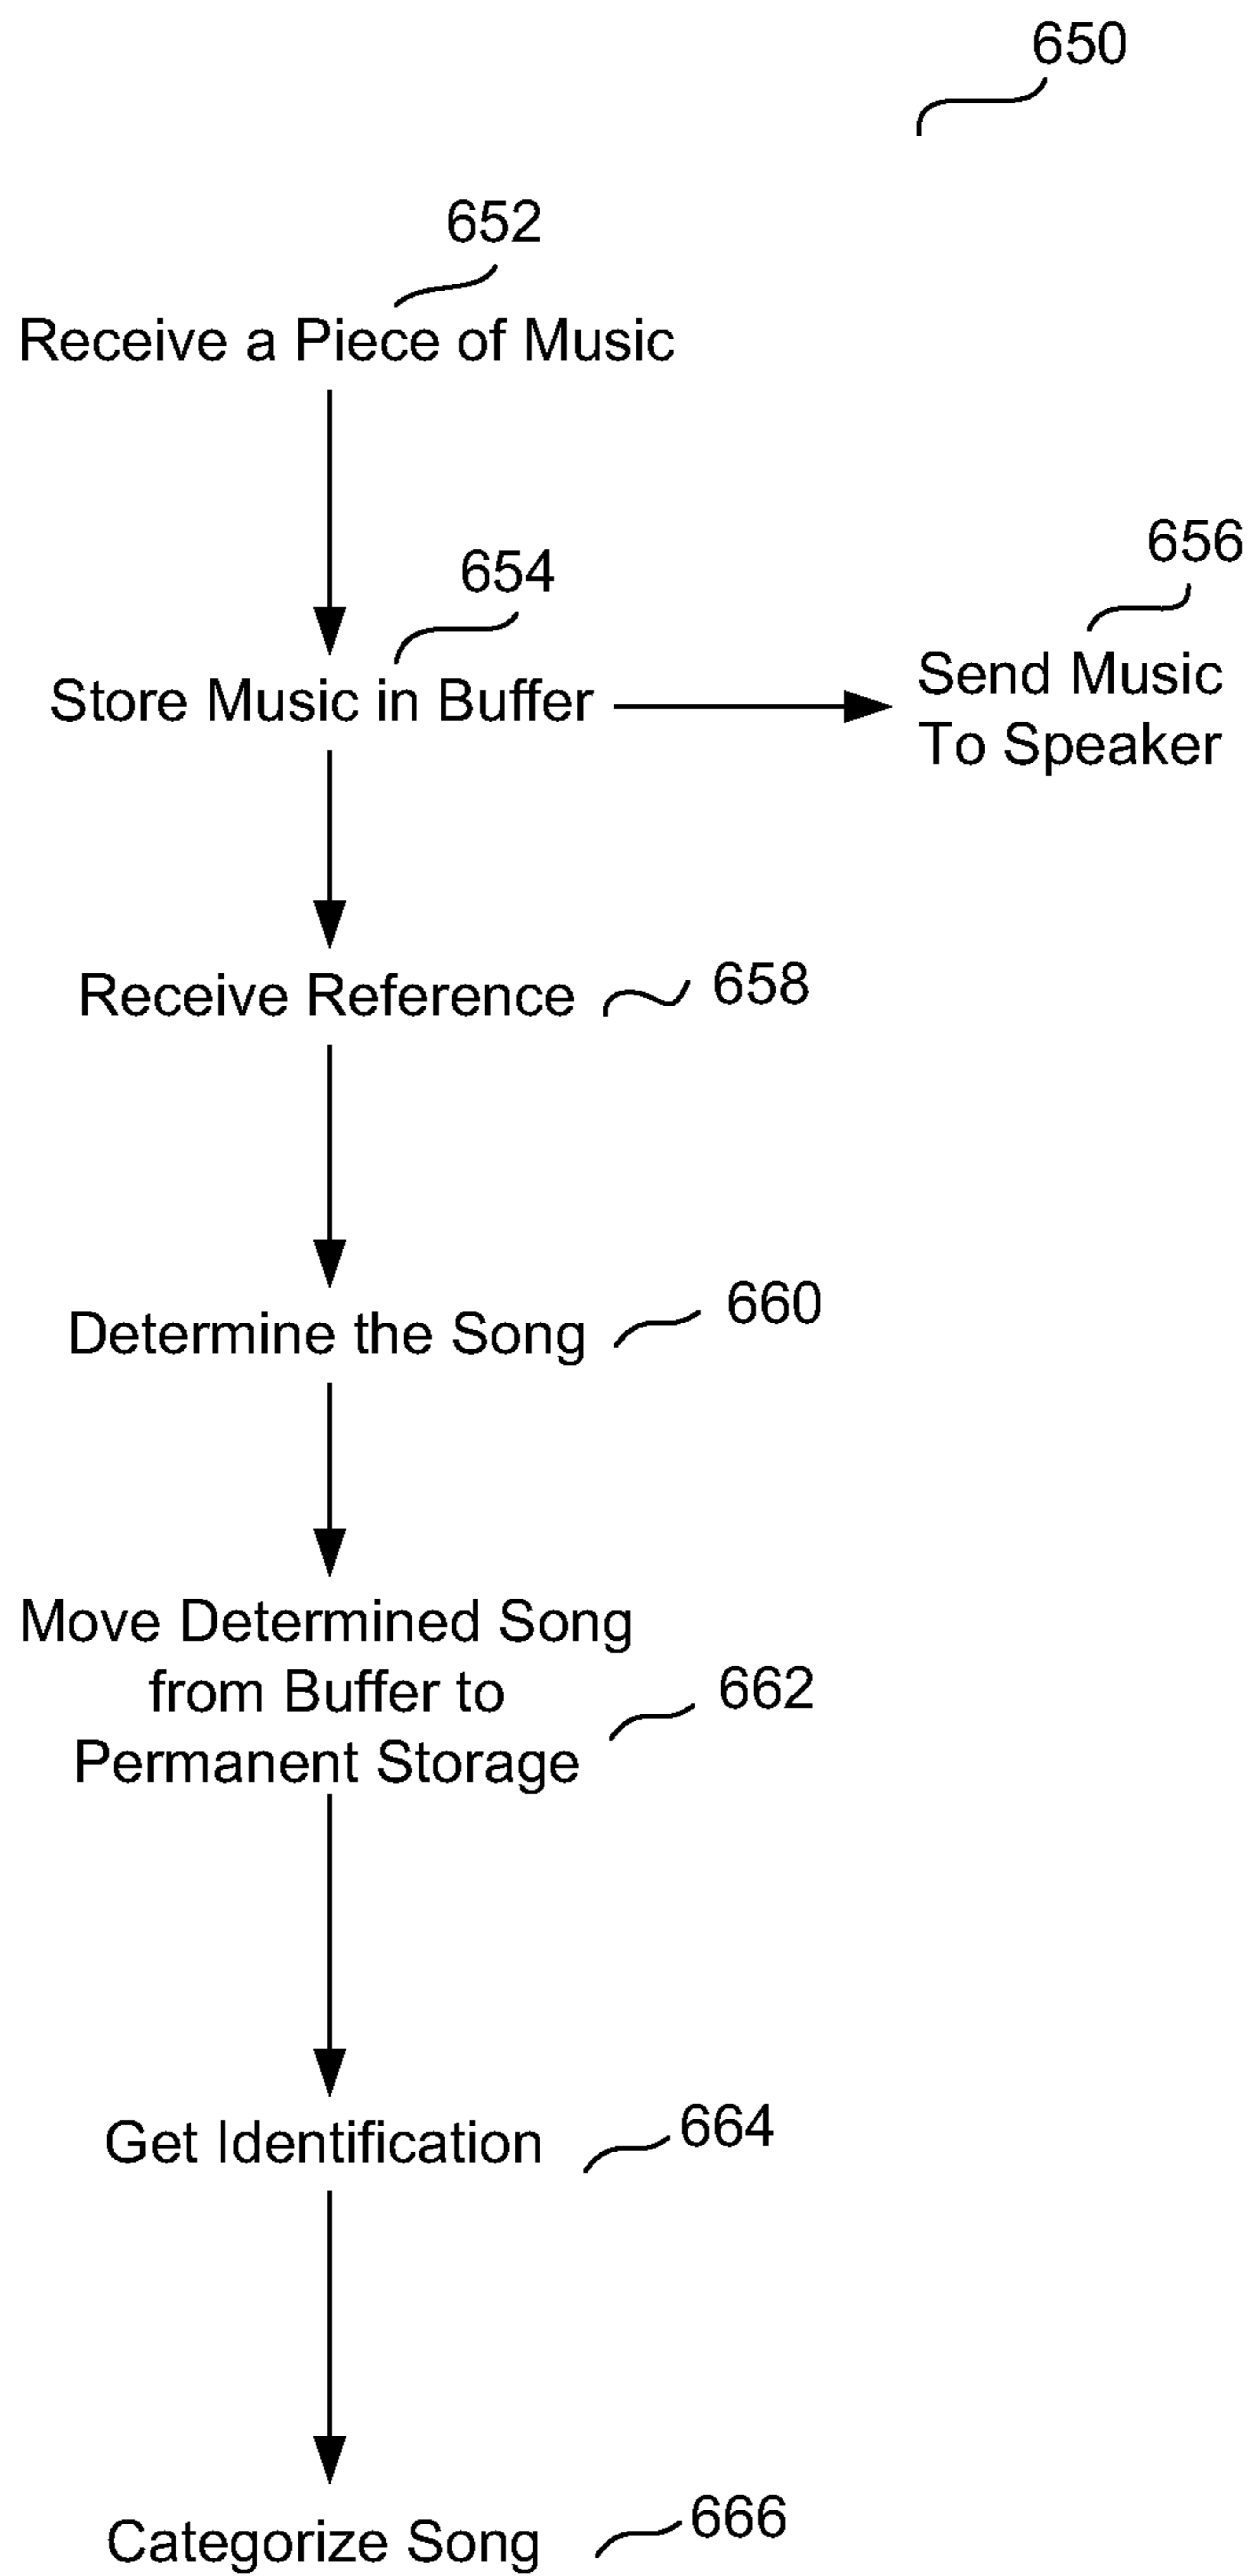 650
652
Receive a Piece of Music
654
Store Music in Buffer
656
Send Music
To Speaker
Receive Reference
658
Determine the Song
660
Move Determined Song
from Buffer to
Permanent Storage
662
Get Identification
664
Categorize Song
666